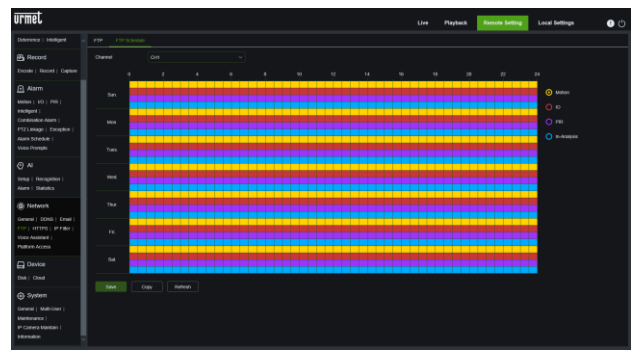 urmet
Live Playback Remote Setting Local Settings
Deterrence | Intelligent
FTP FTP Schedule
Record
Channel CH1
Encode | Record | Capture
0 2 4 6 8 10 12 14 16 18 20 22 24
Alarm
Sun
Motion
Motion | I/O | PIR |
IO
Intelligent |
Combination Alarm |
Mon
PIR
PTZ Linkage | Exception |
In-Analysis
Alarm Schedule |
Voice Prompts
Tues
AI
Wed
Setup | Recognition |
Alarm | Statistics
Network
Thur
General | DDNS | Email |
FTP | HTTPS | IP Filter |
Fri
Voice Assistant |
Platform Access
Device
Sat
Disk | Cloud
Save Copy Refresh
System
General | Multi-User |
Maintenance |
IP Camera Maintain |
Information